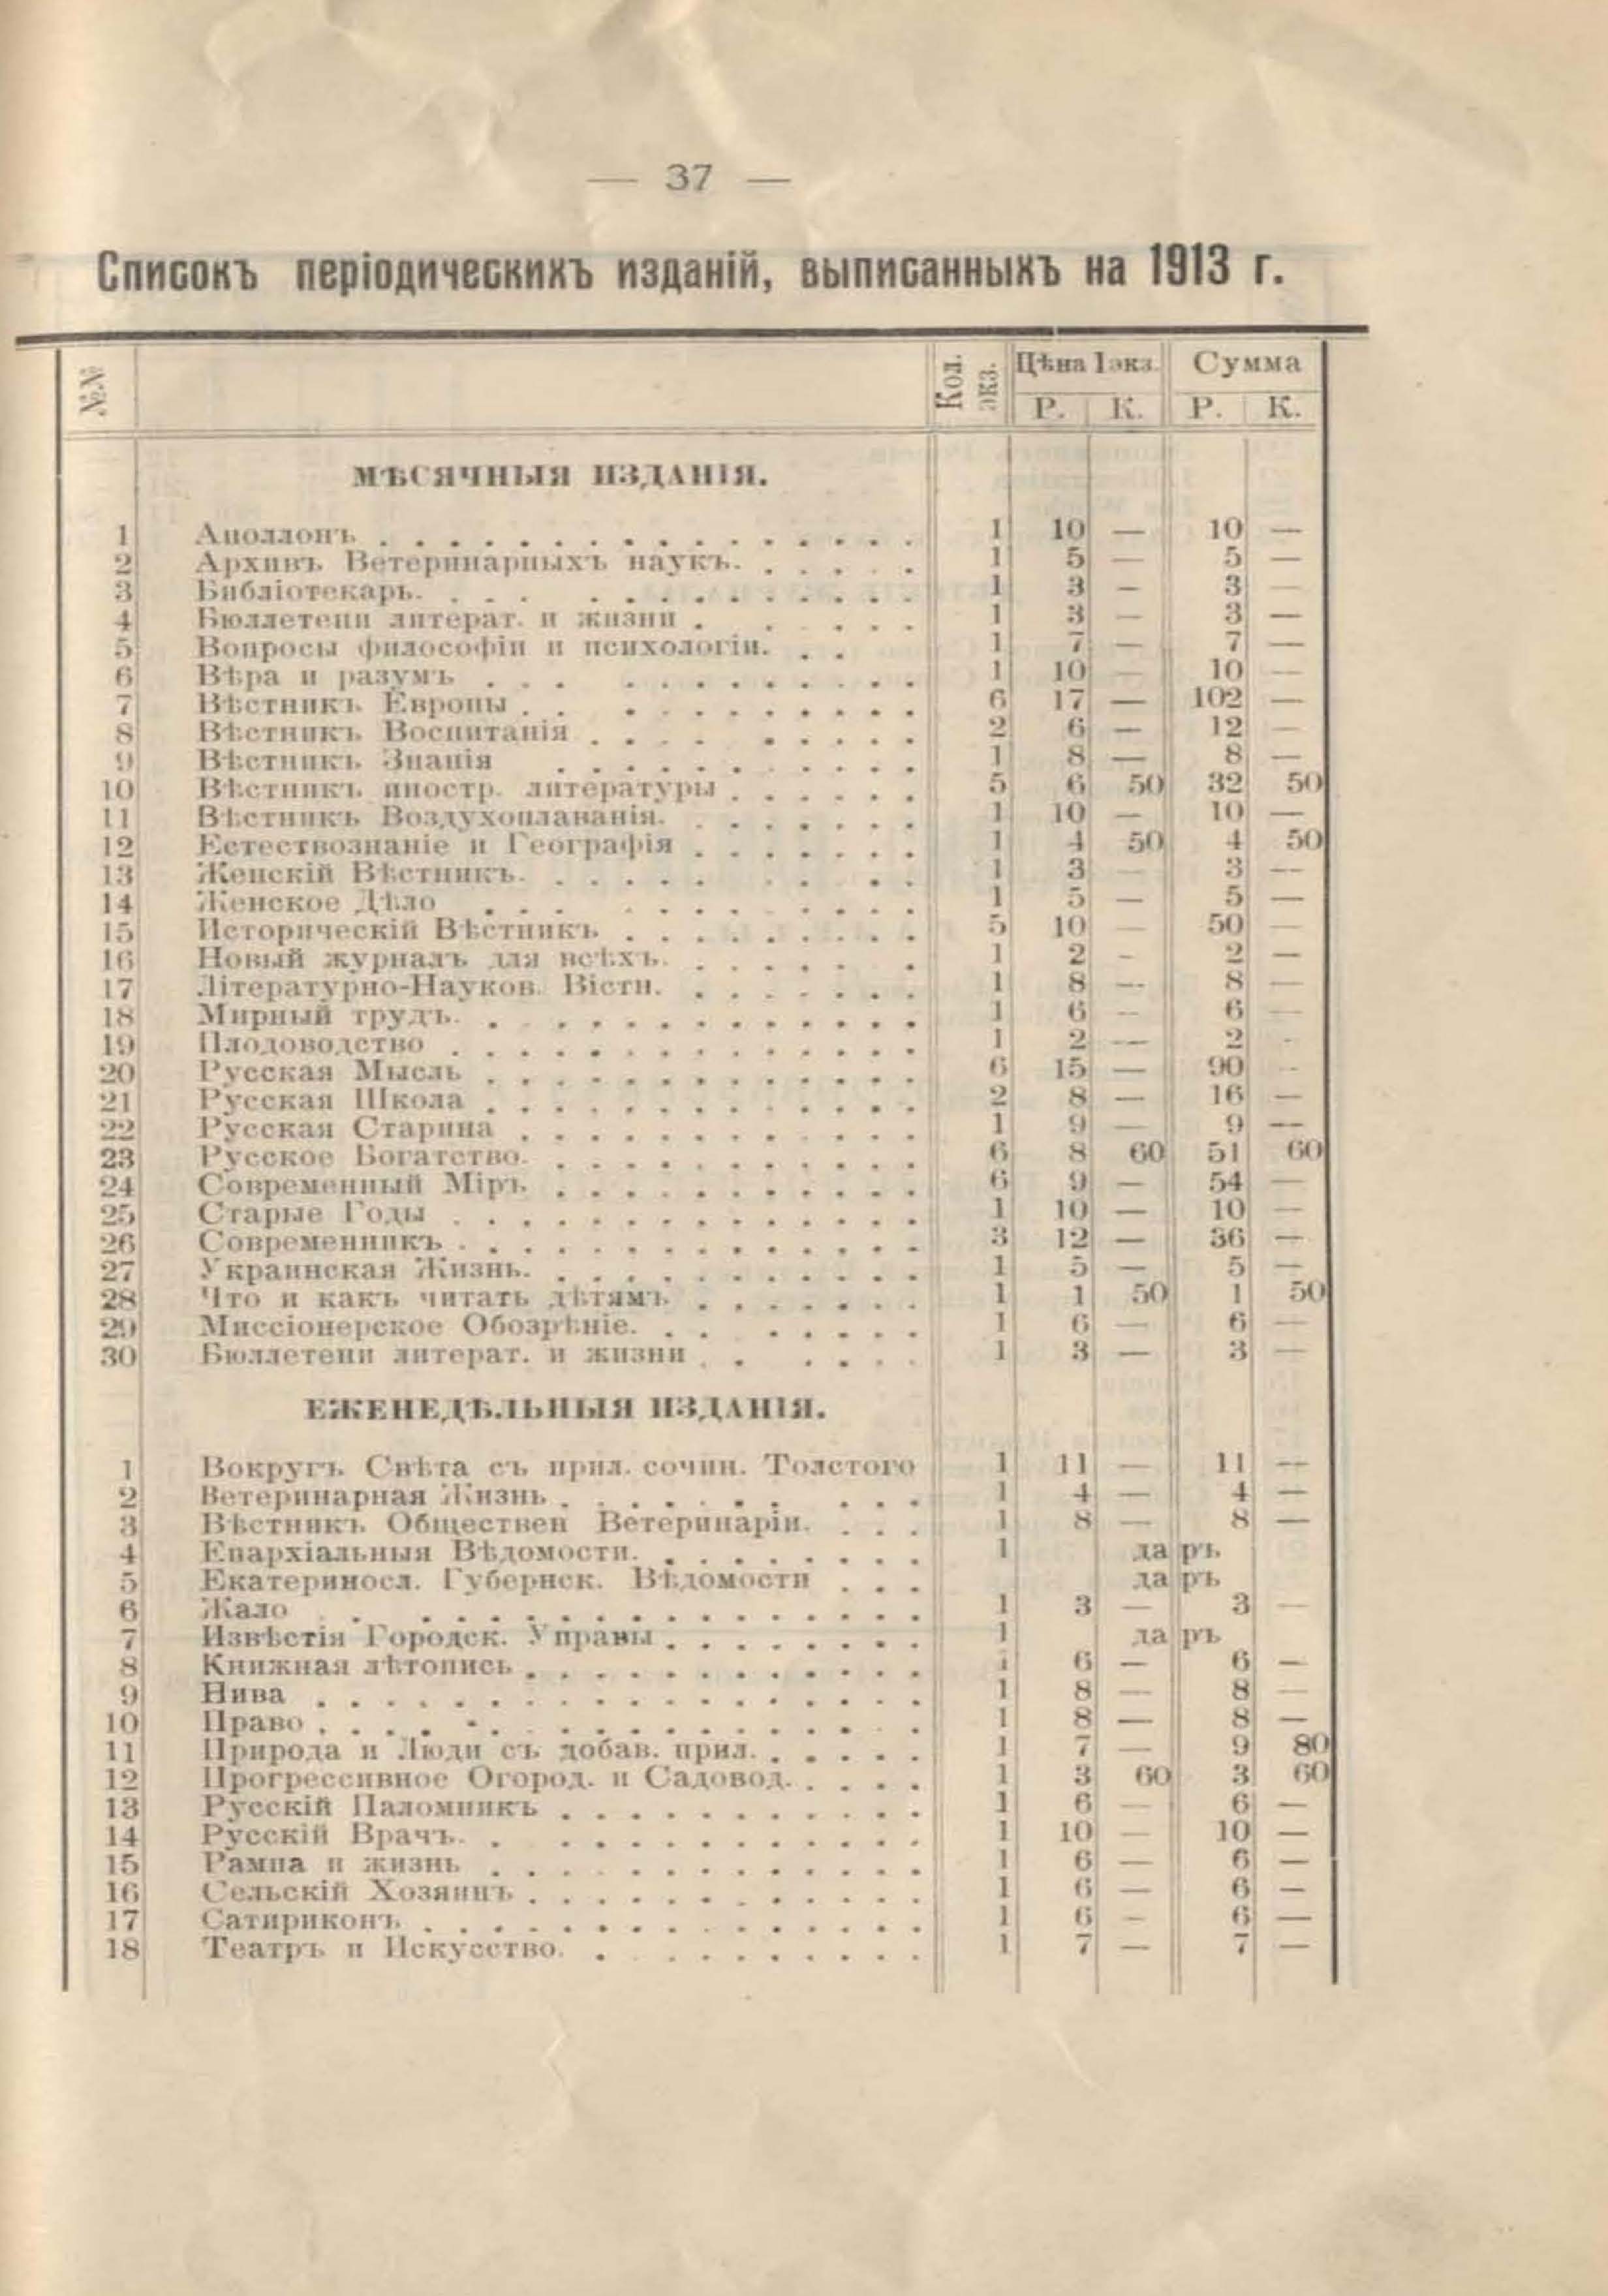 — 37 —
Списокъ періодическихъ изданій, выписанныхъ на 1913 г.
№№ Кол. экз. Цѣна 1 экз. Сумма
Р. К. Р. К.
МѢСЯЧНЫЯ ИЗДАНІЯ.
1 Аполлонъ 1 10 — 10 —
2 Архивъ Ветеринарныхъ наукъ. 1 5 — 5 —
3 Библіотекарь. 1 3 — 3 —
4 Бюллетени литерат. и жизни 1 3 — 3 —
5 Вопросы философіи и психологіи. 1 7 — 7 —
6 Вѣра и разумъ 1 10 — 10 —
7 Вѣстникъ Европы 6 17 — 102 —
8 Вѣстникъ Воспитанія 2 6 — 12 —
9 Вѣстникъ Знанія 1 8 — 8 —
10 Вѣстникъ иностр. литературы 5 6 50 32 50
11 Вѣстникъ Воздухоплаванія. 1 10 — 10 —
12 Естествознаніе и Географія 1 4 50 4 50
13 Женскій Вѣстникъ. 1 3 — 3 —
14 Женское Дѣло 1 5 — 5 —
15 Историческій Вѣстникъ 5 10 — 50 —
16 Новый журналъ для всѣхъ. 1 2 — 2 —
17 Літературно-Науков. Вістн. 1 8 — 8 —
18 Мирный трудъ. 1 6 — 6 —
19 Плодоводство 1 2 — 2 -
20 Русская Мысль 6 15 — 90 -
21 Русская Школа 2 8 — 16 —
22 Русская Старина 1 9 — 9 —
23 Русское Богатство. 6 8 60 51 60
24 Современный Міръ 6 9 — 54 —
25 Старые Годы 1 10 — 10 —
26 Современникъ 3 12 — 36 —
27 Украинская Жизнь. 1 5 — 5 —
28 Что и какъ читать дѣтямъ 1 1 50 1 50
29 Миссіонерское Обозрѣніе. 1 6 — 6 —
30 Бюллетени литерат. и жизни 1 3 — 3 —
ЕЖЕНЕДѢЛЬНЫЯ ИЗДАНІЯ.
1 Вокругъ Свѣта съ прил. сочин. Толстого 1 11 — 11 —
2 Ветеринарная Жизнь 1 4 — 4 —
3 Вѣстникъ Обществен Ветеринаріи. 1 8 — 8 —
4 Епархіальныя Вѣдомости. 1 даръ
5 Екатериносл. Губернск. Вѣдомости даръ
6 Жало 1 3 — 3 —
7 Извѣстія Городск. Управы 1 даръ
8 Книжная лѣтопись 1 6 — 6 —
9 Нива 1 8 — 8 —
10 Право 1 8 — 8 —
11 Природа и Люди съ добав. прил. 1 7 — 9 80
12 Прогрессивное Огород. и Садовод. 1 3 60 3 60
13 Русскій Паломникъ 1 6 — 6 —
14 Русскій Врачъ. 1 10 — 10 —
15 Рампа и жизнь 1 6 — 6 —
16 Сельскій Хозяинъ 1 6 — 6 —
17 Сатириконъ 1 6 — 6 —
18 Театръ и Искусство. 1 7 — 7 —